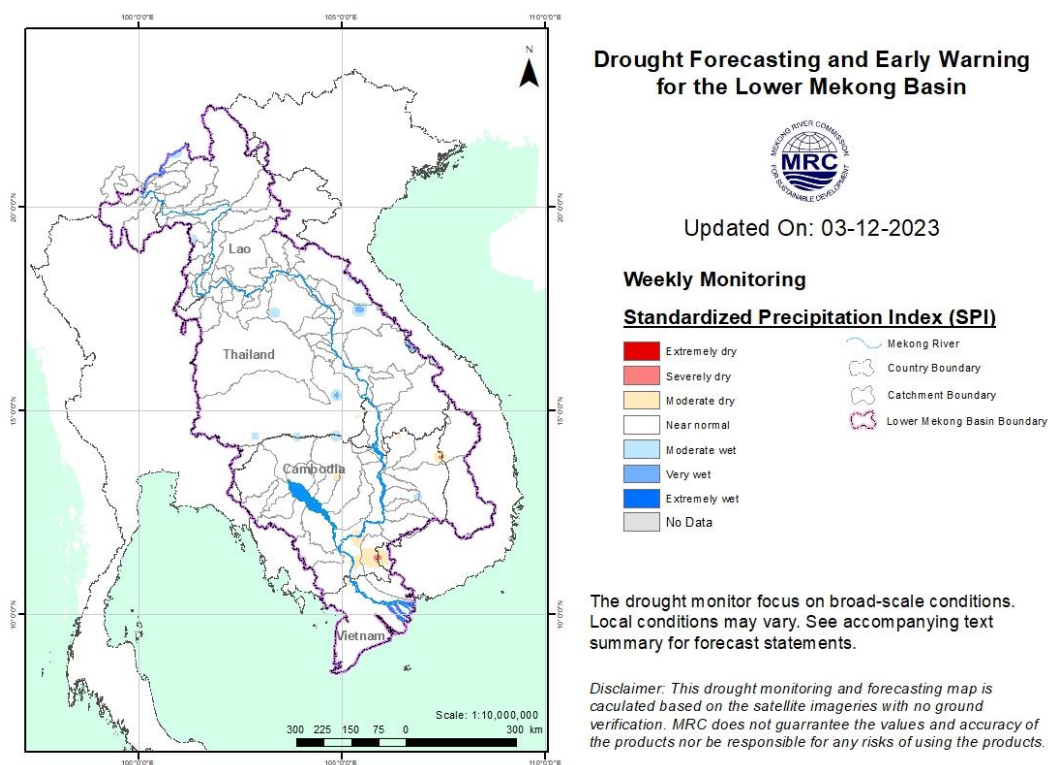 100°0'0"E 105°0'0"E 110°0'0"E
N
20°0'0"N 20°0'0"N
Lao
Thailand
15°0'0"N 15°0'0"N
Cambodia
10°0'0"N 10°0'0"N
Vietnam
Scale: 1:10,000,000
300 225 150 75 0 300 km
100°0'0"E 105°0'0"E 110°0'0"E
Drought Forecasting and Early Warning
for the Lower Mekong Basin
MEKONG RIVER COMMISSION
MRC
FOR SUSTAINABLE DEVELOPMENT
Updated On: 03-12-2023
Weekly Monitoring
Standardized Precipitation Index (SPI)
Extremely dry
Severely dry
Moderate dry
Near normal
Moderate wet
Very wet
Extremely wet
No Data
Mekong River
Country Boundary
Catchment Boundary
Lower Mekong Basin Boundary
The drought monitor focus on broad-scale conditions.
Local conditions may vary. See accompanying text
summary for forecast statements.
Disclaimer: This drought monitoring and forecasting map is
caculated based on the satellite imageries with no ground
verification. MRC does not guarrantee the values and accuracy of
the products nor be responsible for any risks of using the products.